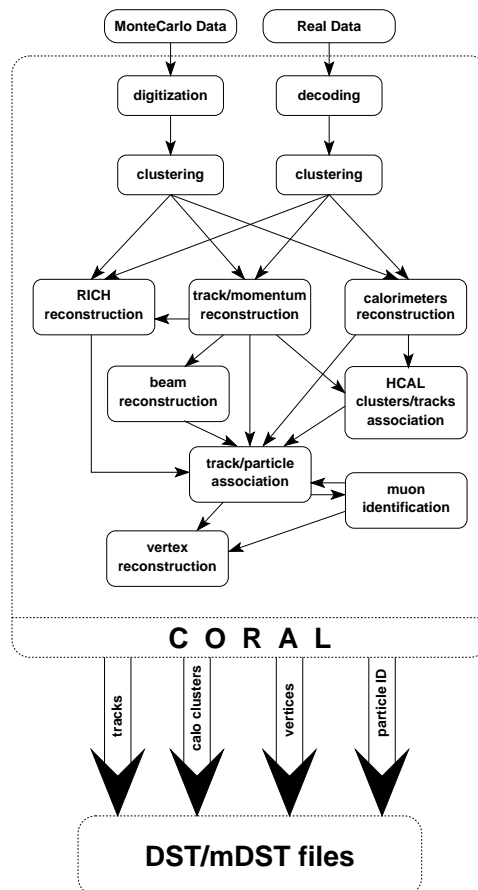 MonteCarlo Data
Real Data
digitization
decoding
clustering
clustering
RICH
reconstruction
track/momentum
reconstruction
calorimeters
reconstruction
beam
reconstruction
HCAL
clusters/tracks
association
track/particle
association
muon
identification
vertex
reconstruction
C O R A L
tracks
calo clusters
vertices
particle ID
DST/mDST files